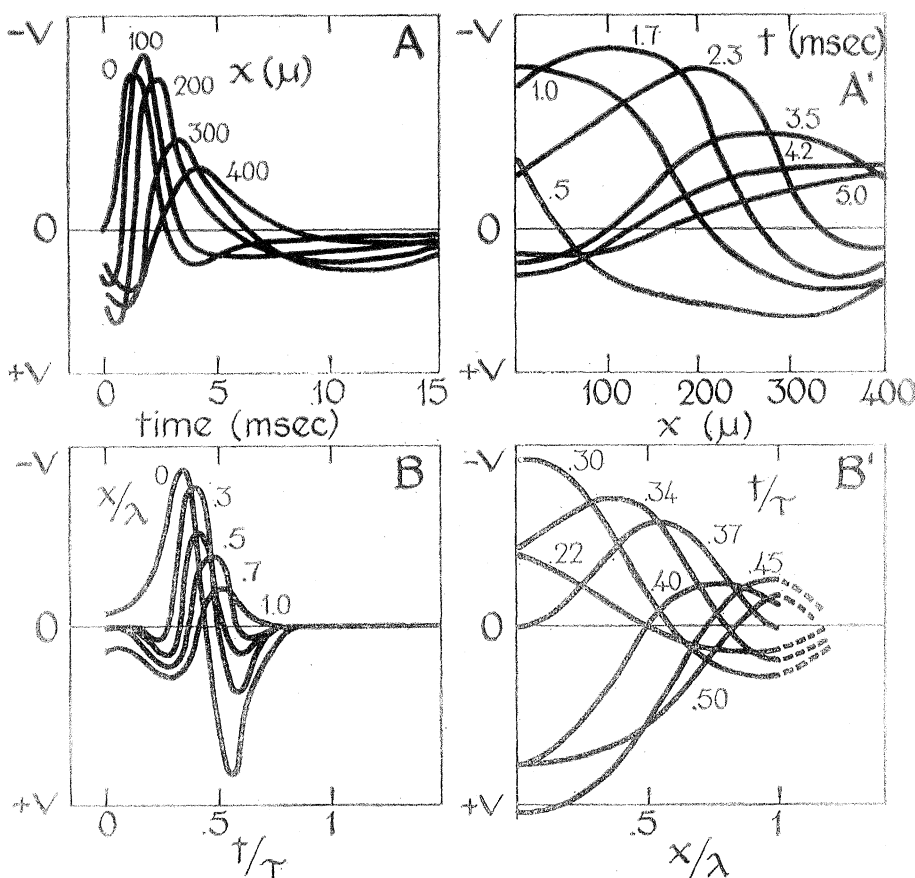 -V
A
100
0
x (μ)
200
300
400
0
+V
0
5
10
15
time (msec)
-V
t (msec)
A'
1.7
2.3
1.0
3.5
4.2
5.0
.5
0
+V
100
200
300
400
x (μ)
-V
B
x/λ
0
.3
.5
.7
1.0
0
+V
0
.5
1
t/τ
-V
B'
.30
t/τ
.34
.37
.22
.40
.45
.50
0
+V
.5
1
x/λ